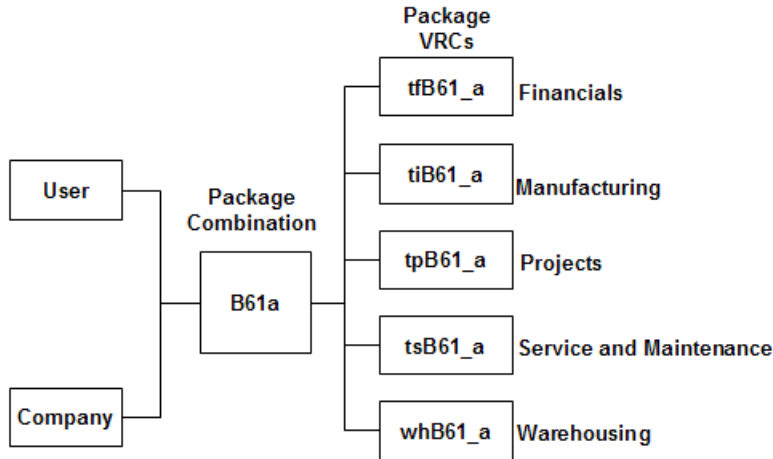 Package
VRCs
tfB61_a Financials
tiB61_a Manufacturing
User
Package
Combination
B61a
tpB61_a Projects
tsB61_a Service and Maintenance
Company
whB61_a Warehousing